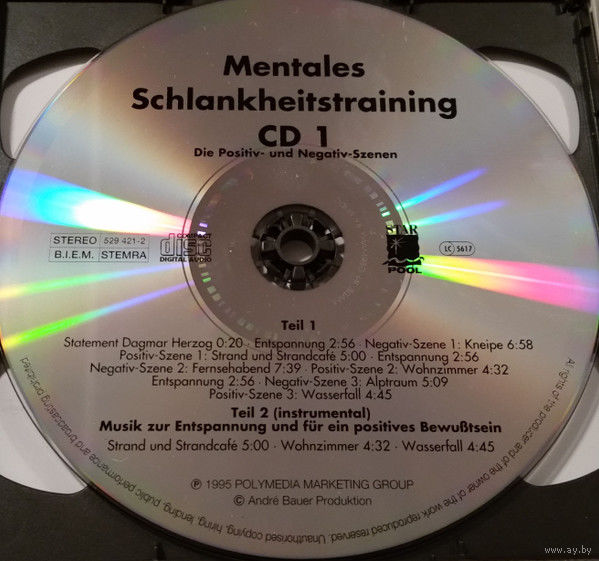 Mentales
Schlankheitstraining
CD 1
Die Positiv- und Negativ-Szenen
STEREO 529 421-2
B.I.E.M. STEMRA
COMPACT
disc
DIGITAL AUDIO
STAR
POOL
LC 5617
Teil 1
Statement Dagmar Herzog 0:20 · Entspannung 2:56 · Negativ-Szene 1: Kneipe 6:58
Positiv-Szene 1: Strand und Strandcafé 5:00 · Entspannung 2:56
Negativ-Szene 2: Fernsehabend 7:39 · Positiv-Szene 2: Wohnzimmer 4:32
Entspannung 2:56 · Negativ-Szene 3: Alptraum 5:09
Positiv-Szene 3: Wasserfall 4:45
Teil 2 (instrumental)
Musik zur Entspannung und für ein positives Bewußtsein
Strand und Strandcafé 5:00 · Wohnzimmer 4:32 · Wasserfall 4:45
℗ 1995 POLYMEDIA MARKETING GROUP
© André Bauer Produktion
All rights of the producer and of the owner of the work reproduced reserved. Unauthorised copying, hiring, lending, public performance and broadcasting prohibited.
www.ay.by